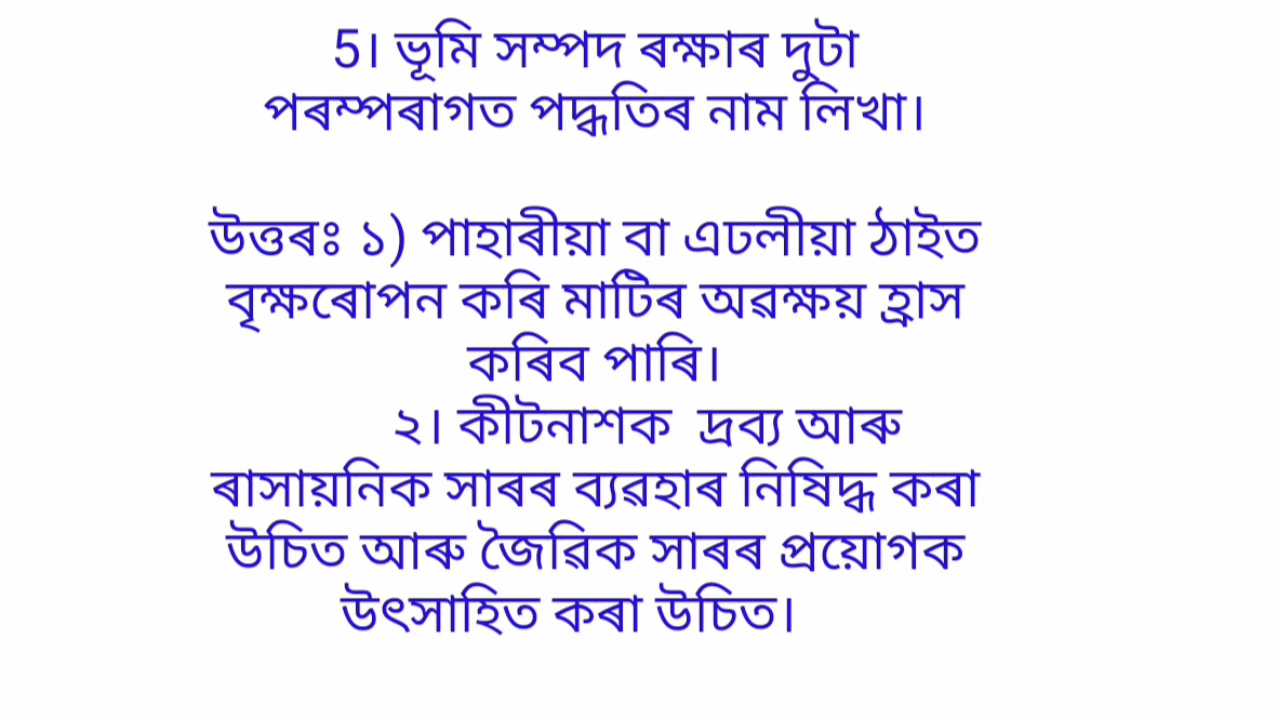 5। ভূমি সম্পদ ৰক্ষাৰ দুটা
পৰম্পৰাগত পদ্ধতিৰ নাম লিখা।
উত্তৰঃ ১) পাহাৰীয়া বা এঢলীয়া ঠাইত
বৃক্ষৰোপন কৰি মাটিৰ অৱক্ষয় হ্ৰাস
কৰিব পাৰি।
২। কীটনাশক দ্ৰব্য আৰু
ৰাসায়নিক সাৰৰ ব্যৱহাৰ নিষিদ্ধ কৰা
উচিত আৰু জৈৱিক সাৰৰ প্ৰয়োগক
উৎসাহিত কৰা উচিত।